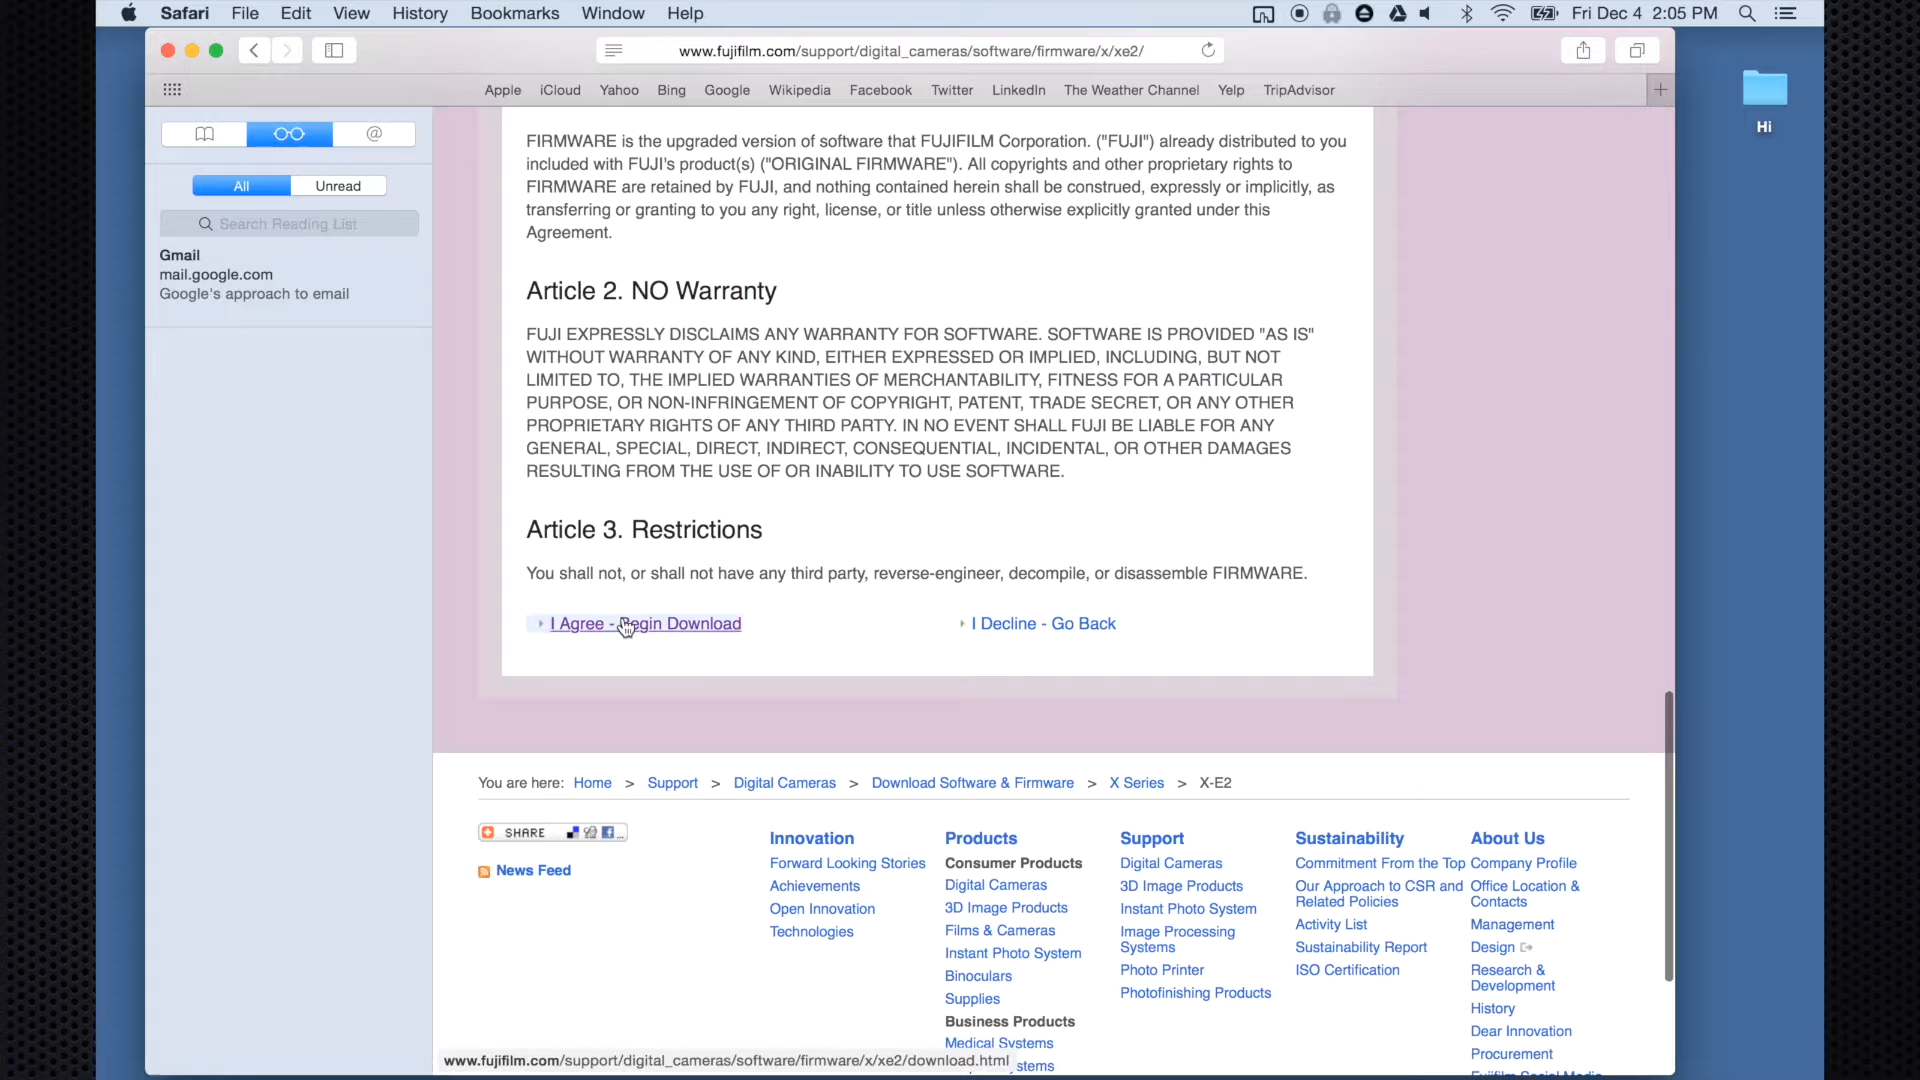 Safari File Edit View History Bookmarks Window Help Fri Dec 4 2:05 PM
www.fujifilm.com/support/digital_cameras/software/firmware/x/xe2/
Apple iCloud Yahoo Bing Google Wikipedia Facebook Twitter LinkedIn The Weather Channel Yelp TripAdvisor
Hi
@
All Unread
Search Reading List
Gmail
mail.google.com
Google's approach to email
FIRMWARE is the upgraded version of software that FUJIFILM Corporation. ("FUJI") already distributed to you
included with FUJI's product(s) ("ORIGINAL FIRMWARE"). All copyrights and other proprietary rights to
FIRMWARE are retained by FUJI, and nothing contained herein shall be construed, expressly or implicitly, as
transferring or granting to you any right, license, or title unless otherwise explicitly granted under this
Agreement.
Article 2. NO Warranty
FUJI EXPRESSLY DISCLAIMS ANY WARRANTY FOR SOFTWARE. SOFTWARE IS PROVIDED "AS IS"
WITHOUT WARRANTY OF ANY KIND, EITHER EXPRESSED OR IMPLIED, INCLUDING, BUT NOT
LIMITED TO, THE IMPLIED WARRANTIES OF MERCHANTABILITY, FITNESS FOR A PARTICULAR
PURPOSE, OR NON-INFRINGEMENT OF COPYRIGHT, PATENT, TRADE SECRET, OR ANY OTHER
PROPRIETARY RIGHTS OF ANY THIRD PARTY. IN NO EVENT SHALL FUJI BE LIABLE FOR ANY
GENERAL, SPECIAL, DIRECT, INDIRECT, CONSEQUENTIAL, INCIDENTAL, OR OTHER DAMAGES
RESULTING FROM THE USE OF OR INABILITY TO USE SOFTWARE.
Article 3. Restrictions
You shall not, or shall not have any third party, reverse-engineer, decompile, or disassemble FIRMWARE.
I Agree - Begin Download I Decline - Go Back
You are here: Home > Support > Digital Cameras > Download Software & Firmware > X Series > X-E2
SHARE
News Feed
Innovation
Forward Looking Stories
Achievements
Open Innovation
Technologies
Products
Consumer Products
Digital Cameras
3D Image Products
Films & Cameras
Instant Photo System
Binoculars
Supplies
Business Products
Medical Systems
stems
Support
Digital Cameras
3D Image Products
Instant Photo System
Image Processing
Systems
Photo Printer
Photofinishing Products
Sustainability
Commitment From the Top
Our Approach to CSR and
Related Policies
Activity List
Sustainability Report
ISO Certification
About Us
Company Profile
Office Location &
Contacts
Management
Design
Research &
Development
History
Dear Innovation
Procurement
Fujifilm Social Media
www.fujifilm.com/support/digital_cameras/software/firmware/x/xe2/download.html